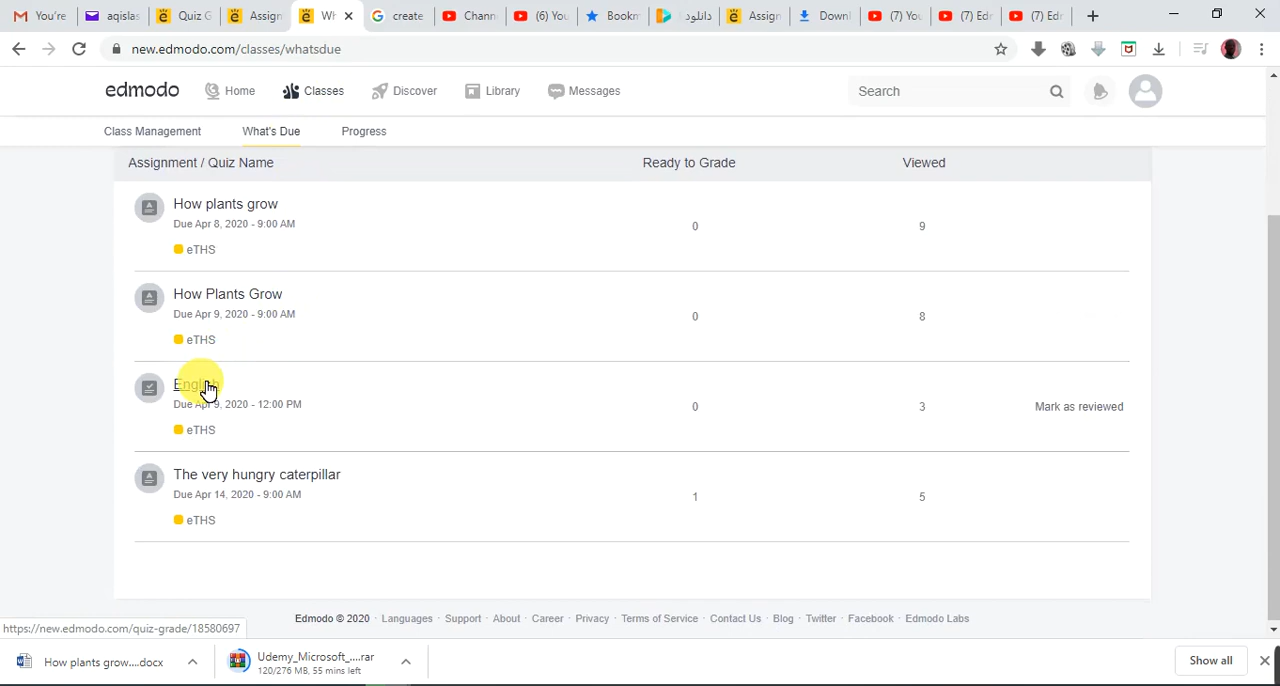 You're
aqislas
Quiz G
Assign
Wh
create
Chann
(6) You
Bookm
دانلود
Assign
Downl
(7) You
(7) Edr
(7) Edr
new.edmodo.com/classes/whatsdue
edmodo Home Classes Discover Library Messages Search
Class Management What's Due Progress
Assignment / Quiz Name Ready to Grade Viewed
How plants grow
Due Apr 8, 2020 - 9:00 AM
0 9
eTHS
How Plants Grow
Due Apr 9, 2020 - 9:00 AM
0 8
eTHS
English
Due Apr 9, 2020 - 12:00 PM
0 3 Mark as reviewed
eTHS
The very hungry caterpillar
Due Apr 14, 2020 - 9:00 AM
1 5
eTHS
Edmodo © 2020 · Languages · Support · About · Career · Privacy · Terms of Service · Contact Us · Blog · Twitter · Facebook · Edmodo Labs
https://new.edmodo.com/quiz-grade/18580697
How plants grow....docx
Udemy_Microsoft_....rar
120/276 MB, 55 mins left
Show all